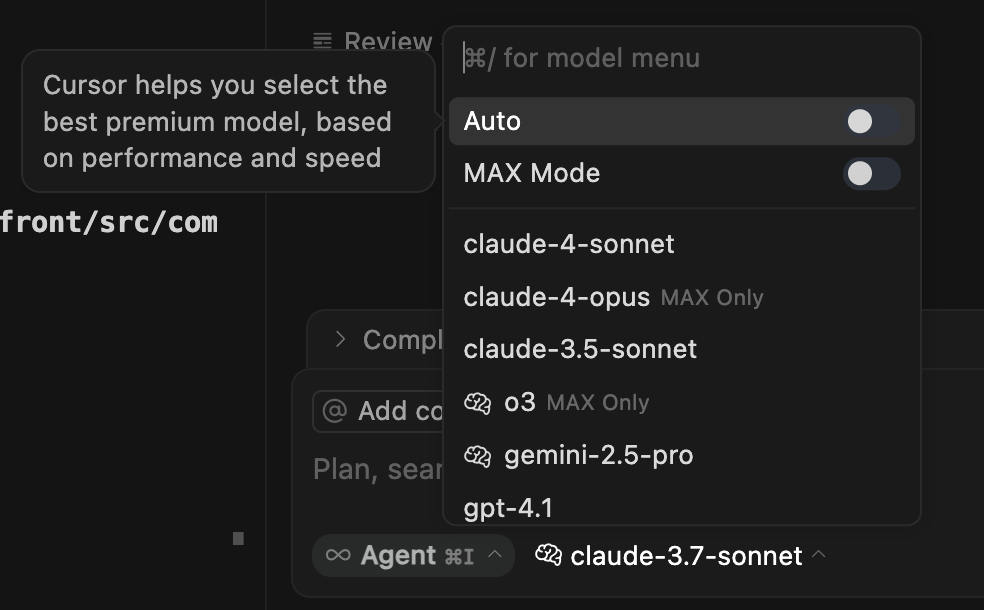 Review
⌘/ for model menu
Cursor helps you select the
best premium model, based
on performance and speed
Auto
MAX Mode
front/src/com
claude-4-sonnet
claude-4-opus MAX Only
claude-3.5-sonnet
o3 MAX Only
gemini-2.5-pro
gpt-4.1
Compl
@ Add co
Plan, sear
∞ Agent ⌘I
claude-3.7-sonnet